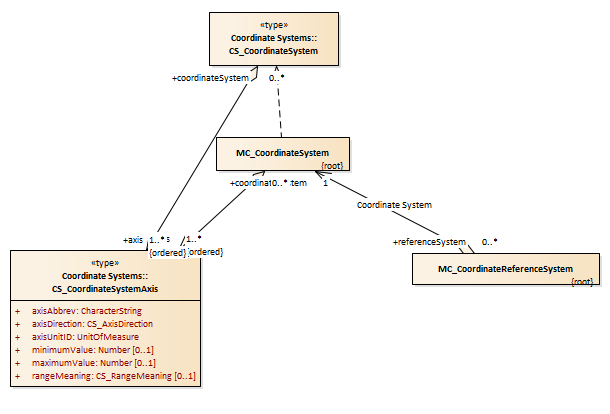 «type»
Coordinate Systems::
CS_CoordinateSystem
+coordinateSystem
0..*
MC_CoordinateSystem
{root}
+coordinat
0..*
tem
1
Coordinate System
+axis
1..*
s
1..*
{ordered}
ordered}
+referenceSystem
0..*
MC_CoordinateReferenceSystem
{root}
«type»
Coordinate Systems::
CS_CoordinateSystemAxis
+ axisAbbrev: CharacterString
+ axisDirection: CS_AxisDirection
+ axisUnitID: UnitOfMeasure
+ minimumValue: Number [0..1]
+ maximumValue: Number [0..1]
+ rangeMeaning: CS_RangeMeaning [0..1]